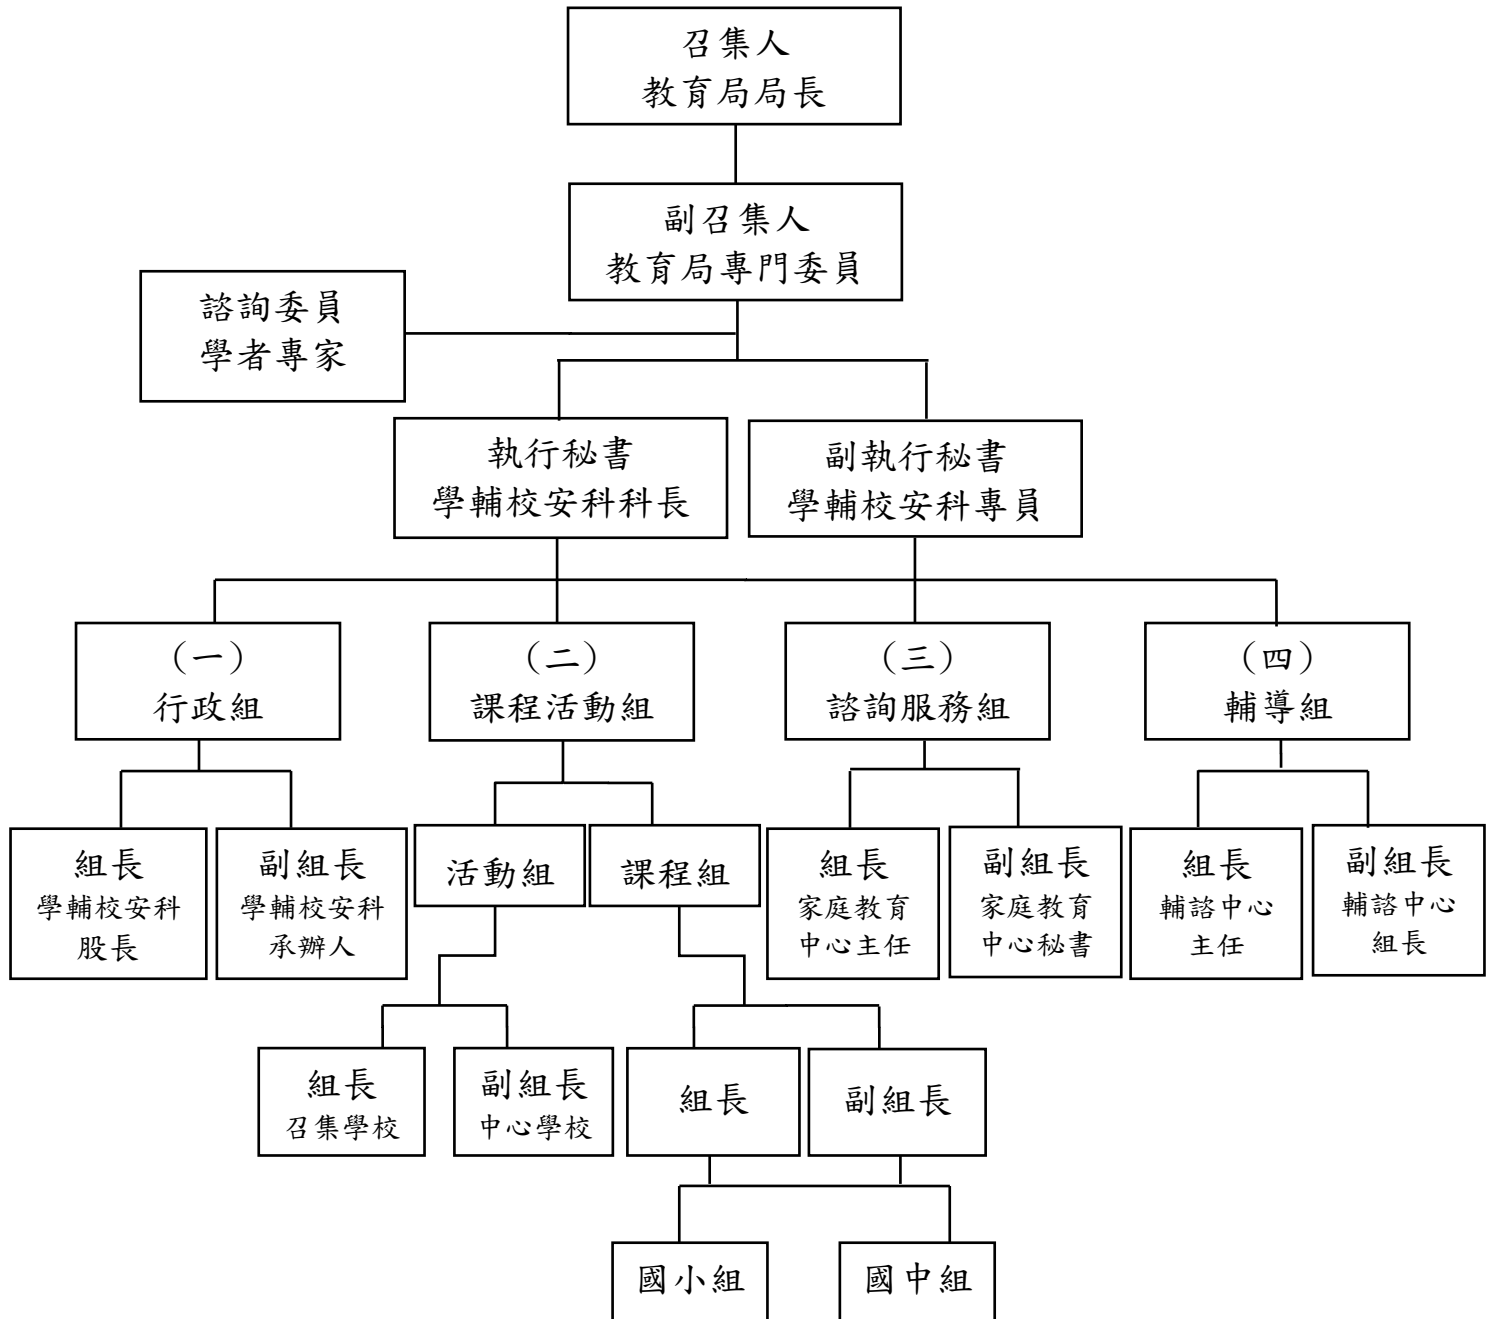 召集人
教育局局長
副召集人
教育局專門委員
諮詢委員
學者專家
執行秘書
學輔校安科科長
副執行秘書
學輔校安科專員
（一）
行政組
（二）
課程活動組
（三）
諮詢服務組
（四）
輔導組
組長
學輔校安科
股長
副組長
學輔校安科
承辦人
活動組
課程組
組長
家庭教育
中心主任
副組長
家庭教育
中心秘書
組長
輔諮中心
主任
副組長
輔諮中心
組長
組長
召集學校
副組長
中心學校
組長
副組長
國小組
國中組